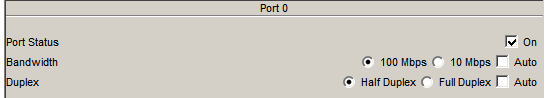 Port 0
Port Status On
Bandwidth 100 Mbps 10 Mbps Auto
Duplex Half Duplex Full Duplex Auto